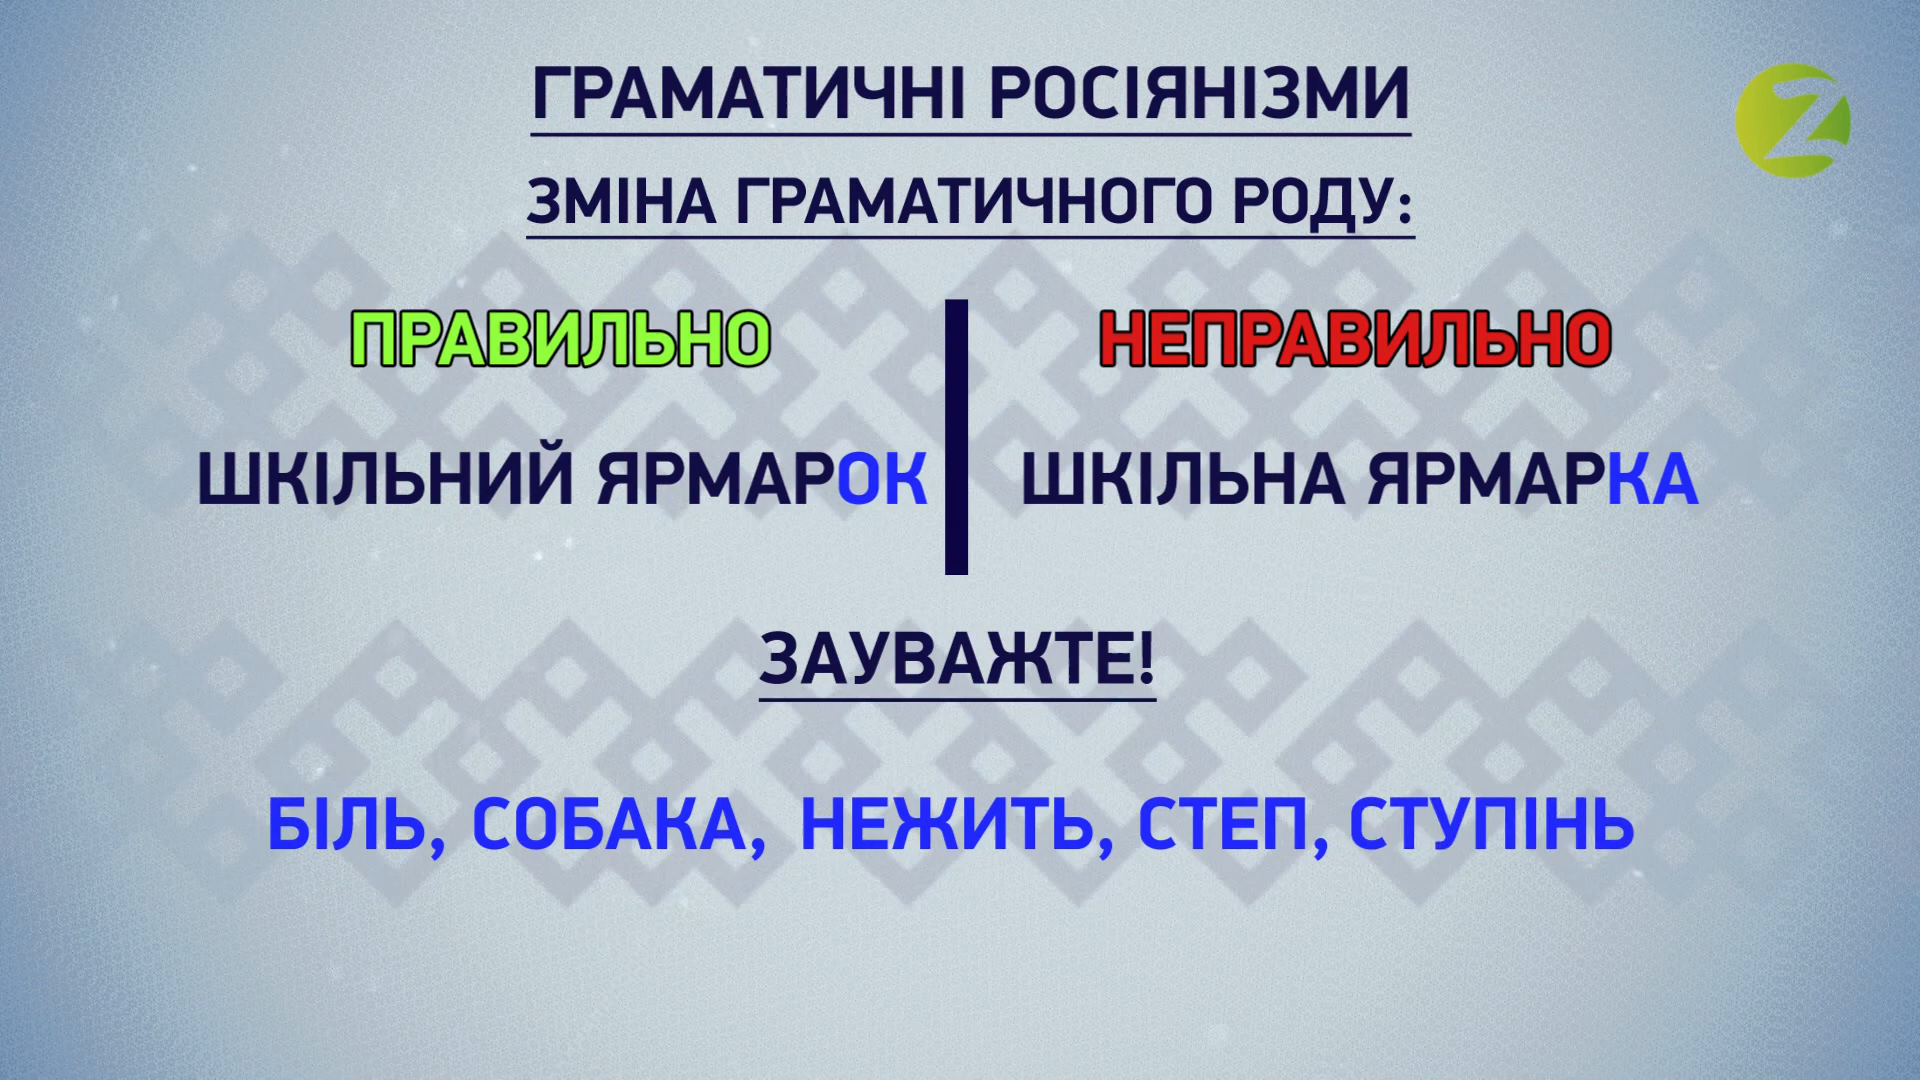 ГРАМАТИЧНІ РОСІЯНІЗМИ
ЗМІНА ГРАМАТИЧНОГО РОДУ:
ПРАВИЛЬНО
НЕПРАВИЛЬНО
ШКІЛЬНИЙ ЯРМАРОК
ШКІЛЬНА ЯРМАРКА
ЗАУВАЖТЕ!
БІЛЬ, СОБАКА, НЕЖИТЬ, СТЕП, СТУПІНЬ